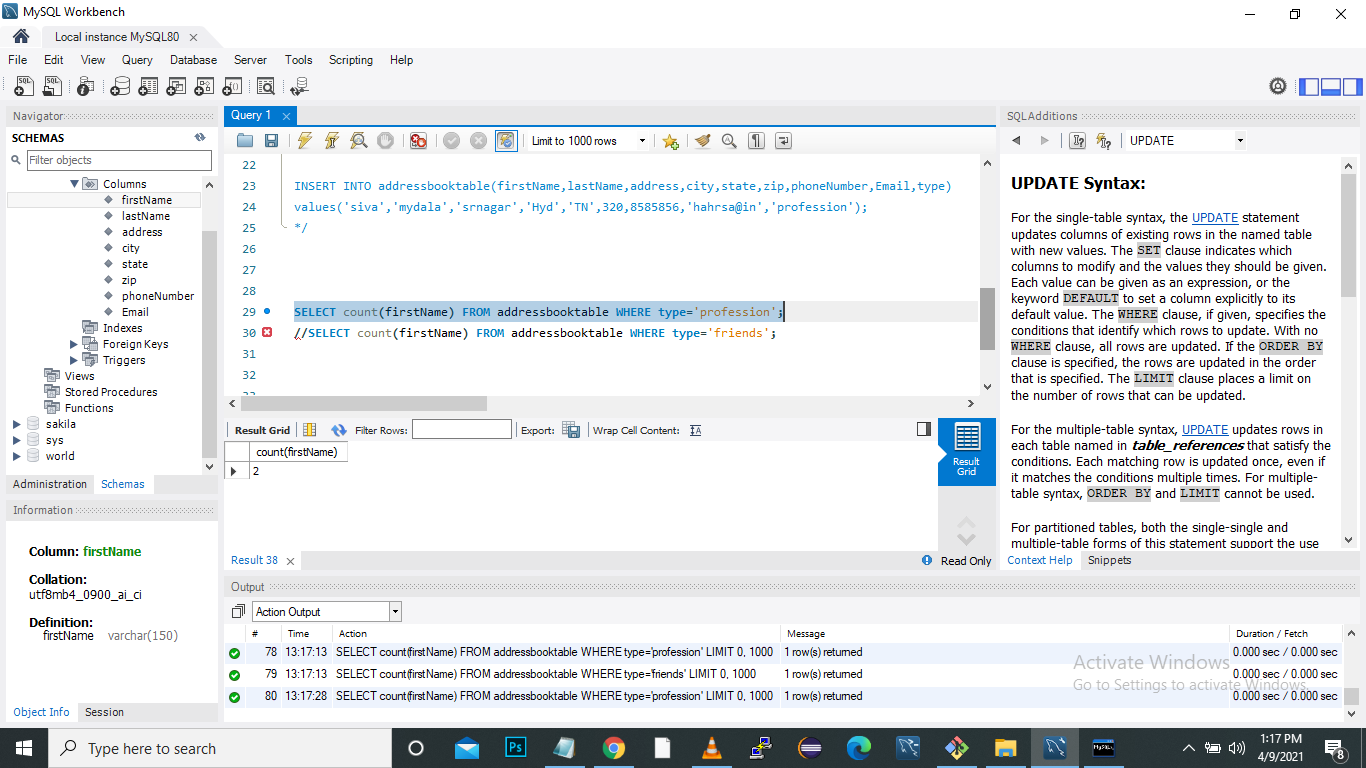 MySQL Workbench
Local instance MySQL80
File Edit View Query Database Server Tools Scripting Help
Navigator
SCHEMAS
Filter objects
Columns
firstName
lastName
address
city
state
zip
phoneNumber
Email
Indexes
Foreign Keys
Triggers
Views
Stored Procedures
Functions
sakila
sys
world
Administration Schemas
Information
Column: firstName
Collation:
utf8mb4_0900_ai_ci
Definition:
firstName varchar(150)
Object Info Session
Query 1
Limit to 1000 rows
22
23 INSERT INTO addressbooktable(firstName,lastName,address,city,state,zip,phoneNumber,Email,type)
24 values('siva','mydala','srnagar','Hyd','TN',320,8585856,'hahrsa@in','profession');
25 */
26
27
28
29 SELECT count(firstName) FROM addressbooktable WHERE type='profession';
30 //SELECT count(firstName) FROM addressbooktable WHERE type='friends';
31
32
Result Grid Filter Rows: Export: Wrap Cell Content:
count(firstName)
2
Result Grid
Result 38
Read Only
Output
Action Output
# Time Action Message Duration / Fetch
78 13:17:13 SELECT count(firstName) FROM addressbooktable WHERE type='profession' LIMIT 0, 1000 1 row(s) returned 0.000 sec / 0.000 sec
79 13:17:13 SELECT count(firstName) FROM addressbooktable WHERE type='friends' LIMIT 0, 1000 1 row(s) returned 0.000 sec / 0.000 sec
80 13:17:28 SELECT count(firstName) FROM addressbooktable WHERE type='profession' LIMIT 0, 1000 1 row(s) returned 0.000 sec / 0.000 sec
SQLAdditions
UPDATE
UPDATE Syntax:
For the single-table syntax, the UPDATE statement
updates columns of existing rows in the named table
with new values. The SET clause indicates which
columns to modify and the values they should be given.
Each value can be given as an expression, or the
keyword DEFAULT to set a column explicitly to its
default value. The WHERE clause, if given, specifies the
conditions that identify which rows to update. With no
WHERE clause, all rows are updated. If the ORDER BY
clause is specified, the rows are updated in the order
that is specified. The LIMIT clause places a limit on
the number of rows that can be updated.
For the multiple-table syntax, UPDATE updates rows in
each table named in table_references that satisfy the
conditions. Each matching row is updated once, even if
it matches the conditions multiple times. For multiple-
table syntax, ORDER BY and LIMIT cannot be used.
For partitioned tables, both the single-single and
multiple-table forms of this statement support the use
Context Help Snippets
Activate Windows
Go to Settings to activate Windows.
Type here to search
Ps
MySQL
1:17 PM
4/9/2021
8